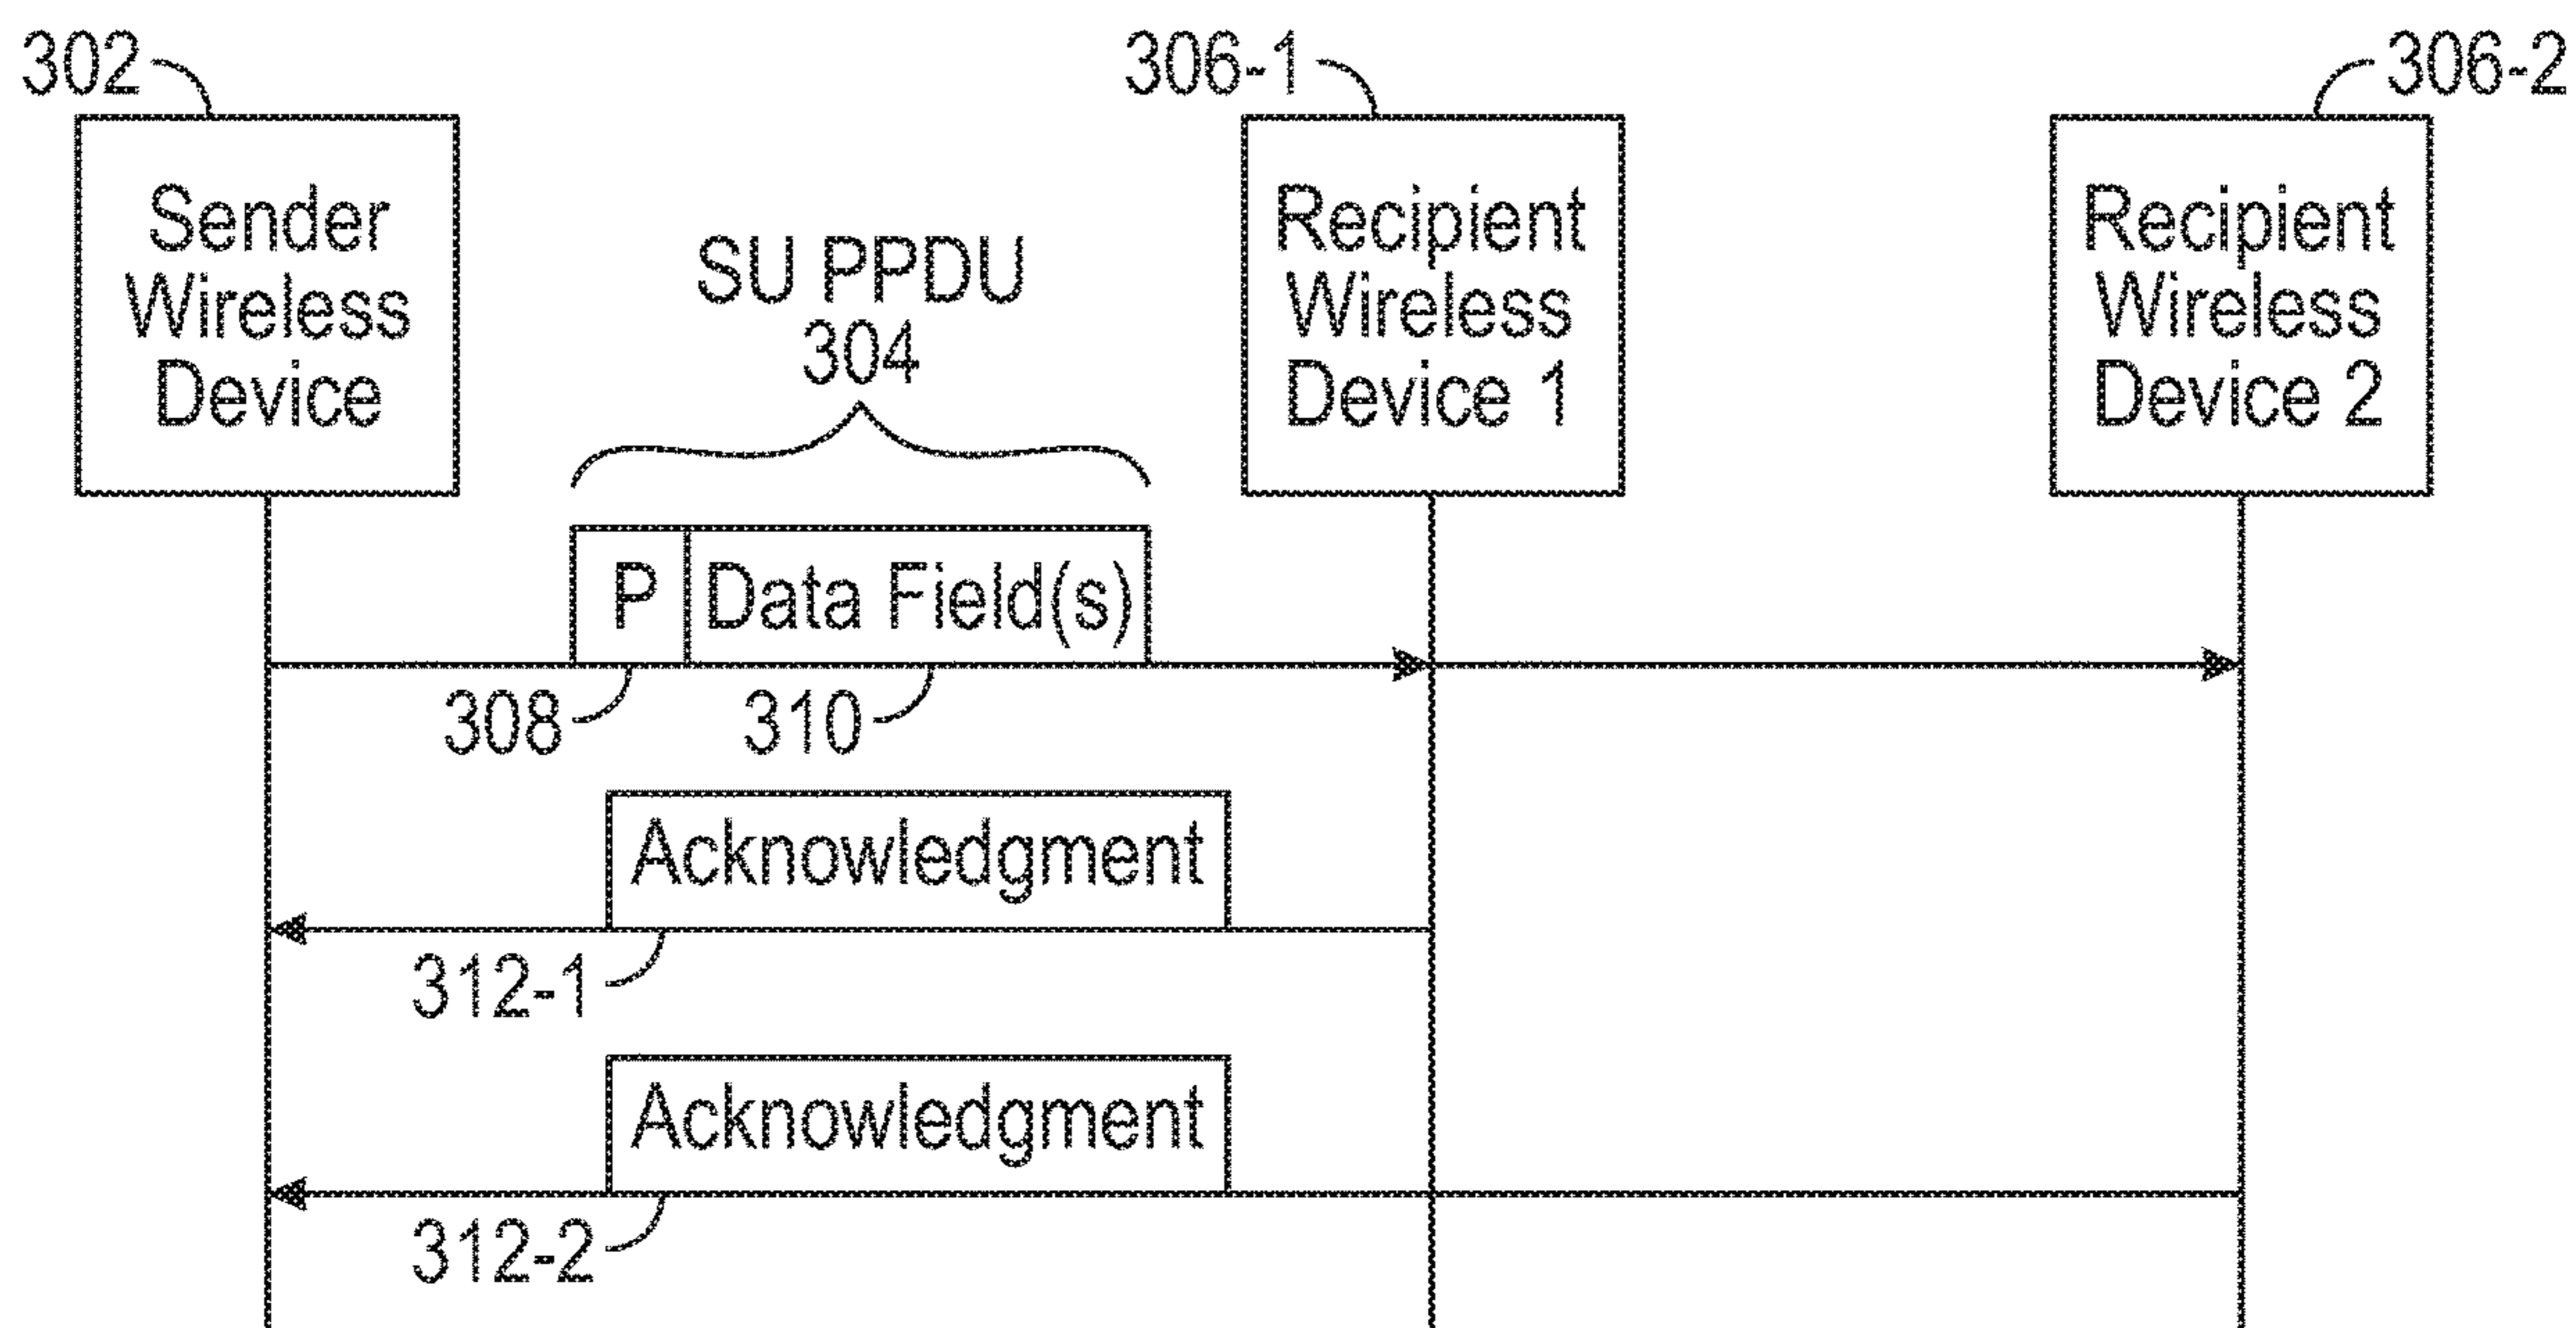 302
306-1
306-2
Sender
Wireless
Device
SU PPDU
304
Recipient
Wireless
Device 1
Recipient
Wireless
Device 2
P
Data Field(s)
308
310
Acknowledgment
312-1
Acknowledgment
312-2